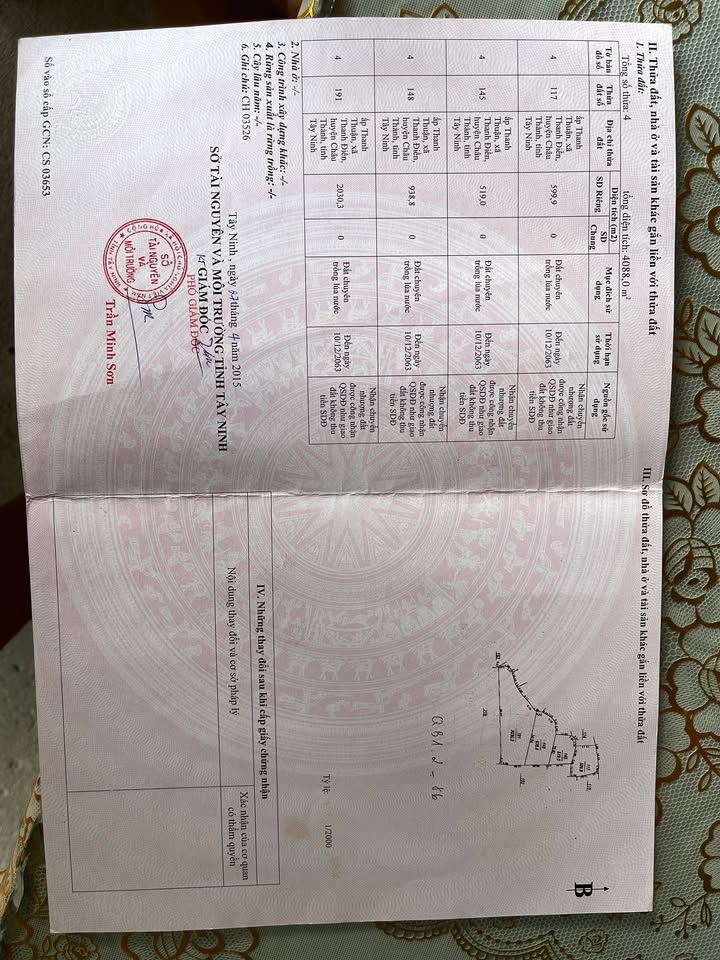 II. Thửa đất, nhà ở và tài sản khác gắn liền với thửa đất
1. Thửa đất:
Tổng số thửa: 4 tổng diện tích: 4088,0 m²
Tờ bản đồ số | Thửa đất số | Địa chỉ thửa đất | Diện tích (m2) SD Riêng | SD Chung | Mục đích sử dụng | Thời hạn sử dụng | Nguồn gốc sử dụng
4 | 117 | ấp Thanh Thuận, xã Thanh Điền, huyện Châu Thành, tỉnh Tây Ninh | 599,9 | 0 | Đất chuyên trồng lúa nước | Đến ngày 10/12/2063 | Nhận chuyển nhượng đất được công nhận QSDĐ như giao đất không thu tiền SDĐ
4 | 145 | ấp Thanh Thuận, xã Thanh Điền, huyện Châu Thành, tỉnh Tây Ninh | 519,0 | 0 | Đất chuyên trồng lúa nước | Đến ngày 10/12/2063 | Nhận chuyển nhượng đất được công nhận QSDĐ như giao đất không thu tiền SDĐ
4 | 148 | ấp Thanh Thuận, xã Thanh Điền, huyện Châu Thành, tỉnh Tây Ninh | 938,8 | 0 | Đất chuyên trồng lúa nước | Đến ngày 10/12/2063 | Nhận chuyển nhượng đất được công nhận QSDĐ như giao đất không thu tiền SDĐ
4 | 191 | ấp Thanh Thuận, xã Thanh Điền, huyện Châu Thành, tỉnh Tây Ninh | 2030,3 | 0 | Đất chuyên trồng lúa nước | Đến ngày 10/12/2063 | Nhận chuyển nhượng đất được công nhận QSDĐ như giao đất không thu tiền SDĐ
2. Nhà ở: -/-
3. Công trình xây dựng khác: -/-
4. Rừng sản xuất là rừng trồng: -/-
5. Cây lâu năm: -/-
6. Ghi chú: CH 03526
Tây Ninh , ngày 27 tháng 4 năm 2015
SỞ TÀI NGUYÊN VÀ MÔI TRƯỜNG TỈNH TÂY NINH
KT GIÁM ĐỐC
PHÓ GIÁM ĐỐC
SỞ
TÀI NGUYÊN
VÀ
MÔI TRƯỜNG
Trần Minh Sơn
Số vào sổ cấp GCN: CS 03653
III. Sơ đồ thửa đất, nhà ở và tài sản khác gắn liền với thửa đất
B
Tỷ lệ: 1/2000
IV. Những thay đổi sau khi cấp giấy chứng nhận
Nội dung thay đổi và cơ sở pháp lý | Xác nhận của cơ quan có thẩm quyền